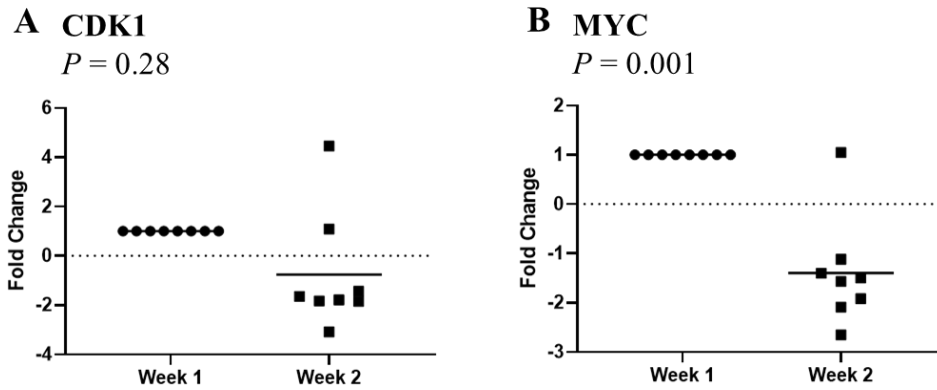 A CDK1
P = 0.28
6
4
2
0
-2
-4
Fold Change
Week 1 Week 2
B MYC
P = 0.001
2
1
0
-1
-2
-3
Fold Change
Week 1 Week 2